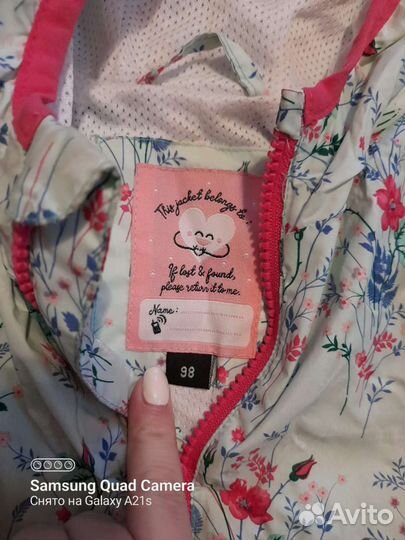 This jacket belongs to:
If lost & found,
please return it to me.
Name:
98
Samsung Quad Camera
Снято на Galaxy A21s
Avito